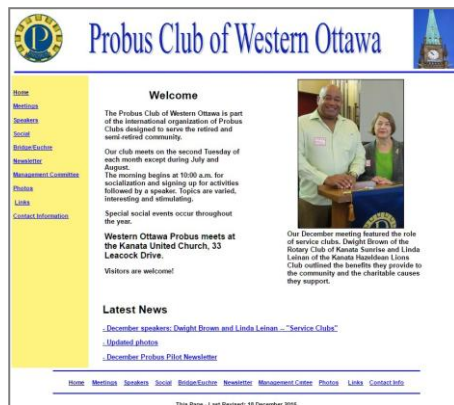 Probus Club of Western Ottawa
Home
Meetings
Speakers
Social
Bridge/Euchre
Newsletter
Management Committee
Photos
Links
Contact Information
Welcome
The Probus Club of Western Ottawa is part
of the international organization of Probus
Clubs designed to serve the retired and
semi-retired community.
Our club meets on the second Tuesday of
each month except during July and
August.
The morning begins at 10:00 a.m. for
socialization and signing up for activities
followed by a speaker. Topics are varied,
interesting and stimulating.
Special social events occur throughout
the year.
Western Ottawa Probus meets at
the Kanata United Church, 33
Leacock Drive.
Visitors are welcome!
Our December meeting featured the role
of service clubs. Dwight Brown of the
Rotary Club of Kanata Sunrise and Linda
Leinan of the Kanata Hazeldean Lions
Club outlined the benefits they provide to
the community and the charitable causes
they support.
Latest News
- December speakers: Dwight Brown and Linda Leinan – "Service Clubs"
- Updated photos
- December Probus Pilot Newsletter
Home Meetings Speakers Social Bridge/Euchre Newsletter Management Cmtee Photos Links Contact Info
This Page - Last Revised: 10 December